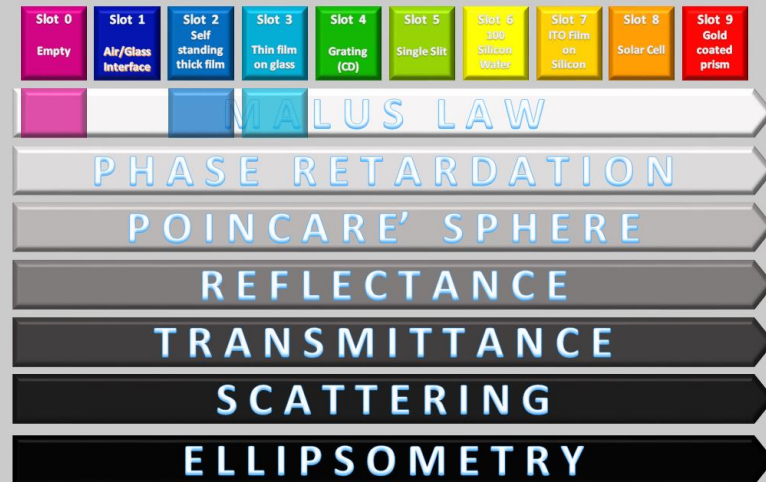 Slot 0
Empty
Slot 1
Air/Glass
Interface
Slot 2
Self
standing
thick film
Slot 3
Thin film
on glass
Slot 4
Grating
(CD)
Slot 5
Single Slit
Slot 6
100
Silicon
Wafer
Slot 7
ITO Film
on
Silicon
Slot 8
Solar Cell
Slot 9
Gold
coated
prism
MALUS LAW
PHASE RETARDATION
POINCARE' SPHERE
REFLECTANCE
TRANSMITTANCE
SCATTERING
ELLIPSOMETRY